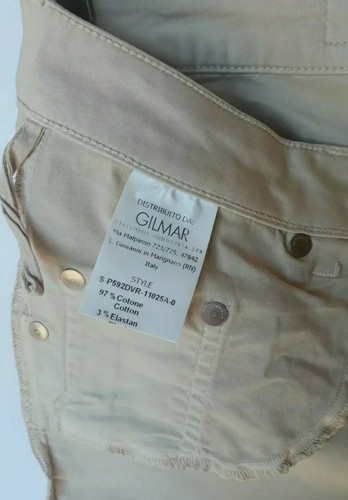 DISTRIBUITO DA:
GILMAR
DIVISIONE INDUSTRIA SPA
Via Malpasso 723/725, 47842
S. Giovanni in Marignano (RN)
Italy
STYLE
S-P592DVR-11025A-0
97 % Cotone
Cotton
3 % Elastan